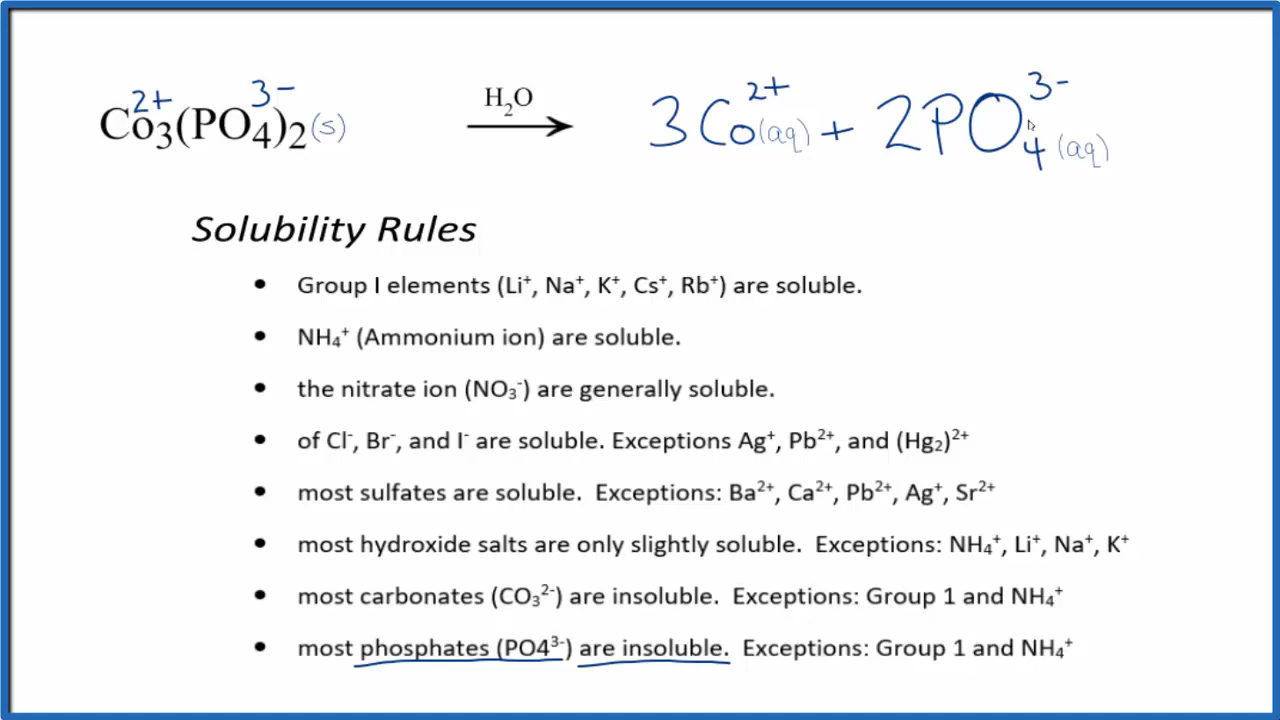 Co₃²⁺(PO₄)₂³⁻(s) H₂O 3Co²⁺(aq) + 2PO₄³⁻(aq)
Solubility Rules
• Group I elements (Li⁺, Na⁺, K⁺, Cs⁺, Rb⁺) are soluble.
• NH₄⁺ (Ammonium ion) are soluble.
• the nitrate ion (NO₃⁻) are generally soluble.
• of Cl⁻, Br⁻, and I⁻ are soluble. Exceptions Ag⁺, Pb²⁺, and (Hg₂)²⁺
• most sulfates are soluble. Exceptions: Ba²⁺, Ca²⁺, Pb²⁺, Ag⁺, Sr²⁺
• most hydroxide salts are only slightly soluble. Exceptions: NH₄⁺, Li⁺, Na⁺, K⁺
• most carbonates (CO₃²⁻) are insoluble. Exceptions: Group 1 and NH₄⁺
• most phosphates (PO4³⁻) are insoluble. Exceptions: Group 1 and NH₄⁺